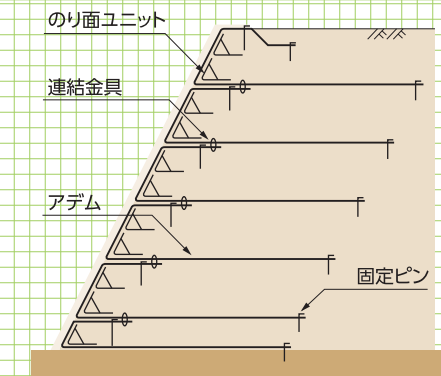 のり面ユニット
連結金具
アデム
固定ピン